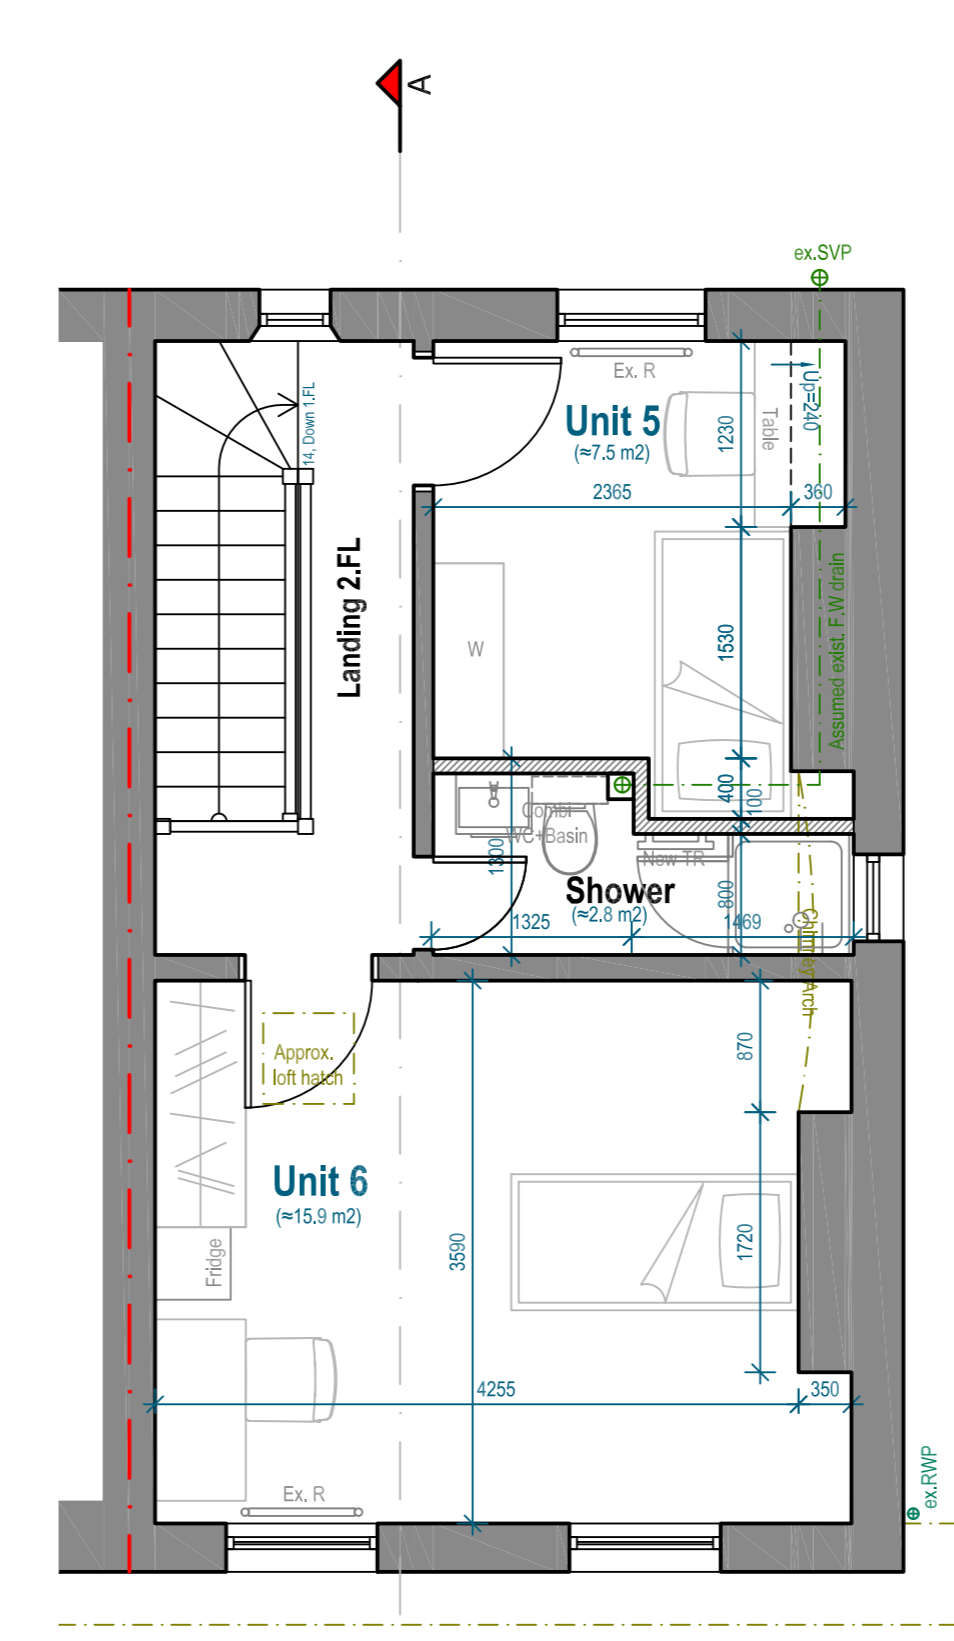 A
ex.SVP
Ex. R
14, Down 1.FL
Up=240
Unit 5
(≈7.5 m2)
Table
1230
2365
360
Landing 2.FL
W
1530
Assumed exist. F.W drain
400
100
Combi
WC+Basin
1300
New TR
Shower
(≈2.8 m2)
800
1325
1469
Chimney Arch
870
Approx.
loft hatch
Unit 6
(≈15.9 m2)
3590
1720
Fridge
4255
350
Ex. R
ex.RWP